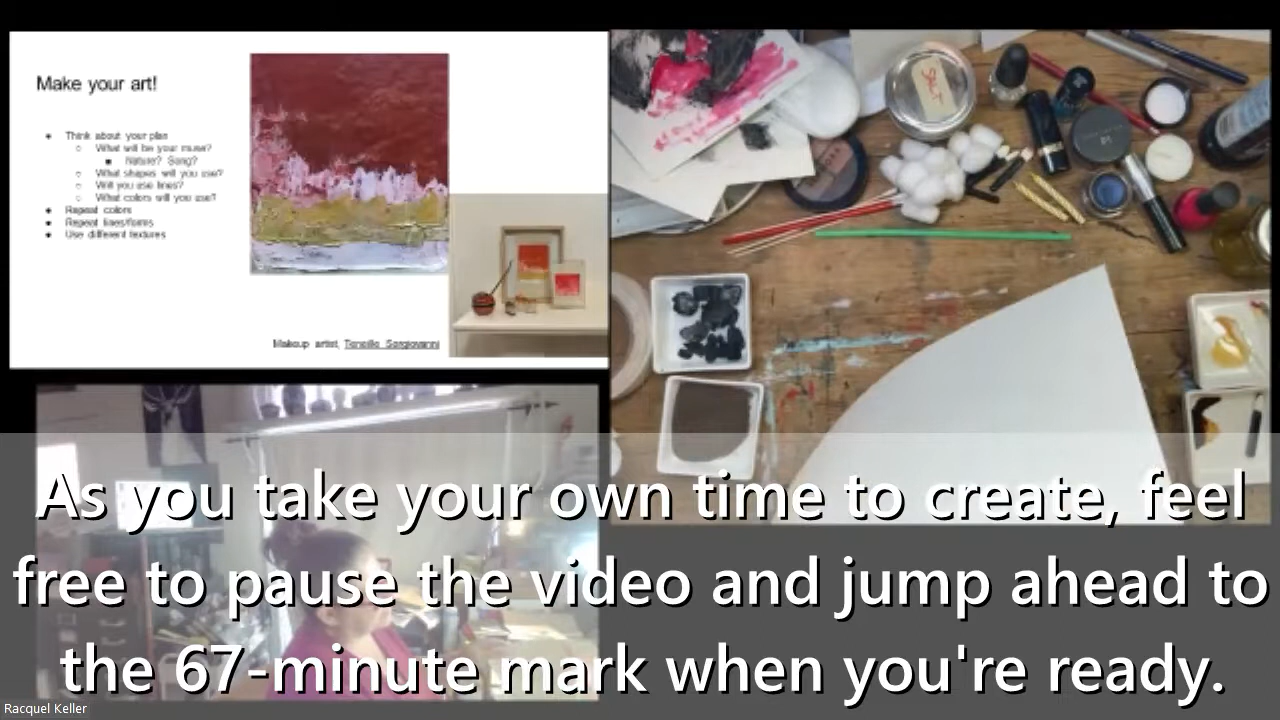 Make your art!
Think about your plan
What will be your muse?
Nature? Song?
What shapes will you use?
Will you use lines?
What colors will you use?
Repeat colors
Repeat lines/forms
Use different textures
Makeup artist, Teneille Sorgiovanni
SALT
As you take your own time to create, feel
free to pause the video and jump ahead to
the 67-minute mark when you're ready.
Racquel Keller